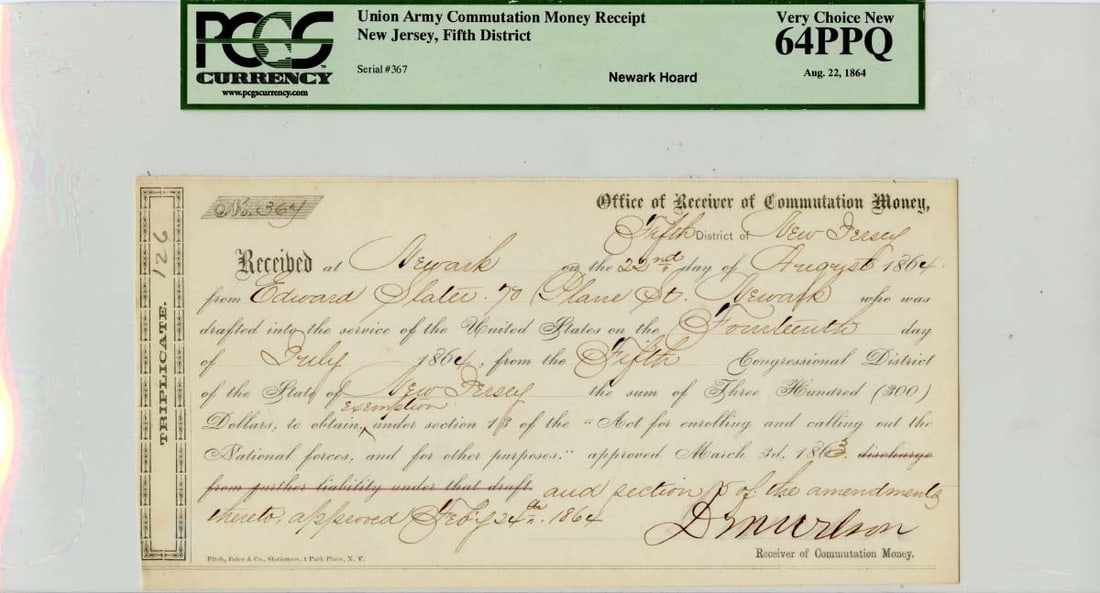 PCGS
CURRENCY
www.pcgscurrency.com
Union Army Commutation Money Receipt
New Jersey, Fifth District
Serial #367
Newark Hoard
Very Choice New
64PPQ
Aug. 22, 1864
TRIPLICATE. 126
No. 364
Office of Receiver of Commutation Money,
Fifth District of New Jersey
Received at Newark on the 22nd day of August 1864.
from Edward Slater. 70 Plane St. Newark who was
drafted into the service of the United States on the Fourteenth day
of July 1864, from the Fifth Congressional District
of the State of New Jersey the sum of Three Hundred (300)
exemption
Dollars, to obtain, under section 13 of the "Act for enrolling and calling out the
National forces, and for other purposes;" approved March 3d, 1863. discharge
from further liability under that draft. and section 5 of the amendments
thereto, approved Feby 24th. 1864
D M Wilson
Receiver of Commutation Money.
Fitch, Estee & Co., Stationers, 3 Park Place, N. Y.